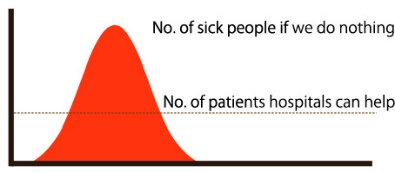 No. of sick people if we do nothing
No. of patients hospitals can help